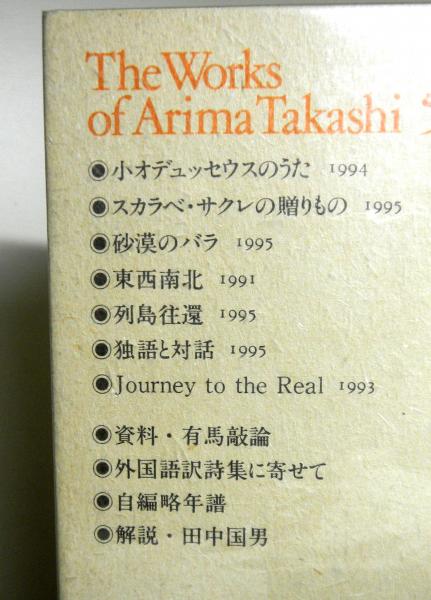 The Works
of Arima Takashi
◉小オデュッセウスのうた 1994
◉スカラベ・サクレの贈りもの 1995
◉砂漠のバラ 1995
◉東西南北 1991
◉列島往還 1995
◉独語と対話 1995
◉Journey to the Real 1993
◉資料・有馬敲論
◉外国語訳詩集に寄せて
◉自編略年譜
◉解説・田中国男